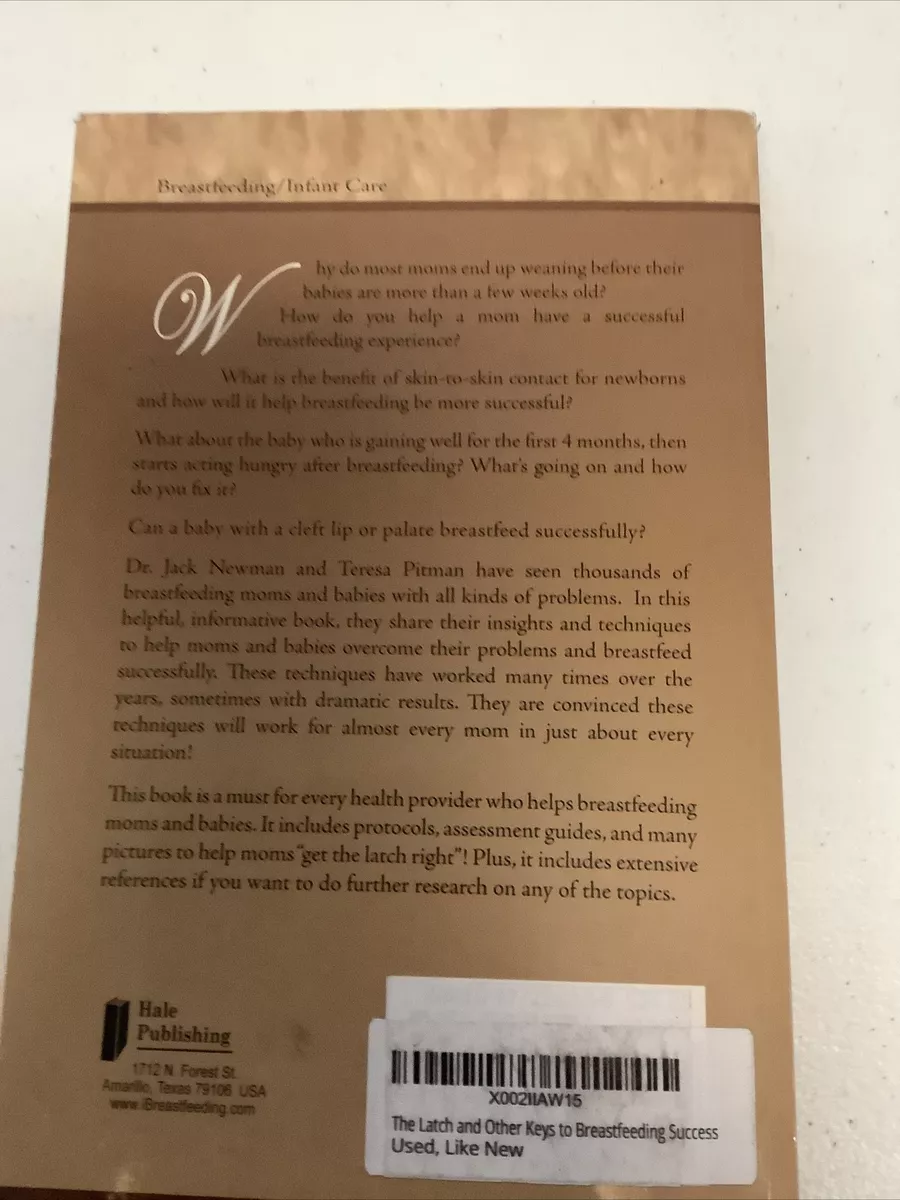 Breastfeeding/Infant Care
Why do most moms end up weaning before their
babies are more than a few weeks old?
How do you help a mom have a successful
breastfeeding experience?
What is the benefit of skin-to-skin contact for newborns
and how will it help breastfeeding be more successful?
What about the baby who is gaining well for the first 4 months, then
starts acting hungry after breastfeeding? What's going on and how
do you fix it?
Can a baby with a cleft lip or palate breastfeed successfully?
Dr. Jack Newman and Teresa Pitman have seen thousands of
breastfeeding moms and babies with all kinds of problems. In this
helpful, informative book, they share their insights and techniques
to help moms and babies overcome their problems and breastfeed
successfully. These techniques have worked many times over the
years, sometimes with dramatic results. They are convinced these
techniques will work for almost every mom in just about every
situation!
This book is a must for every health provider who helps breastfeeding
moms and babies. It includes protocols, assessment guides, and many
pictures to help moms "get the latch right"! Plus, it includes extensive
references if you want to do further research on any of the topics.
Hale
Publishing
1712 N. Forest St.
Amarillo, Texas 79106 USA
www.iBreastfeeding.com
X002IIAW15
The Latch and Other Keys to Breastfeeding Success
Used, Like New